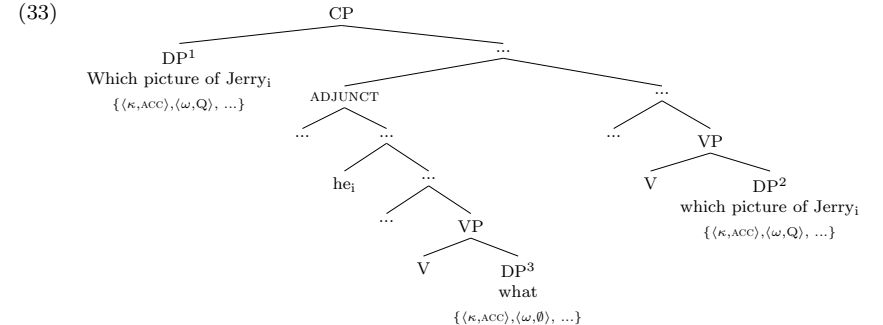 (33)
CP
DP¹
Which picture of Jerryᵢ
{⟨κ,ACC⟩,⟨ω,Q⟩, ...}
...
ADJUNCT
...
...
...
heᵢ
...
...
VP
V
DP³
what
{⟨κ,ACC⟩,⟨ω,∅⟩, ...}
...
VP
V
DP²
which picture of Jerryᵢ
{⟨κ,ACC⟩,⟨ω,Q⟩, ...}